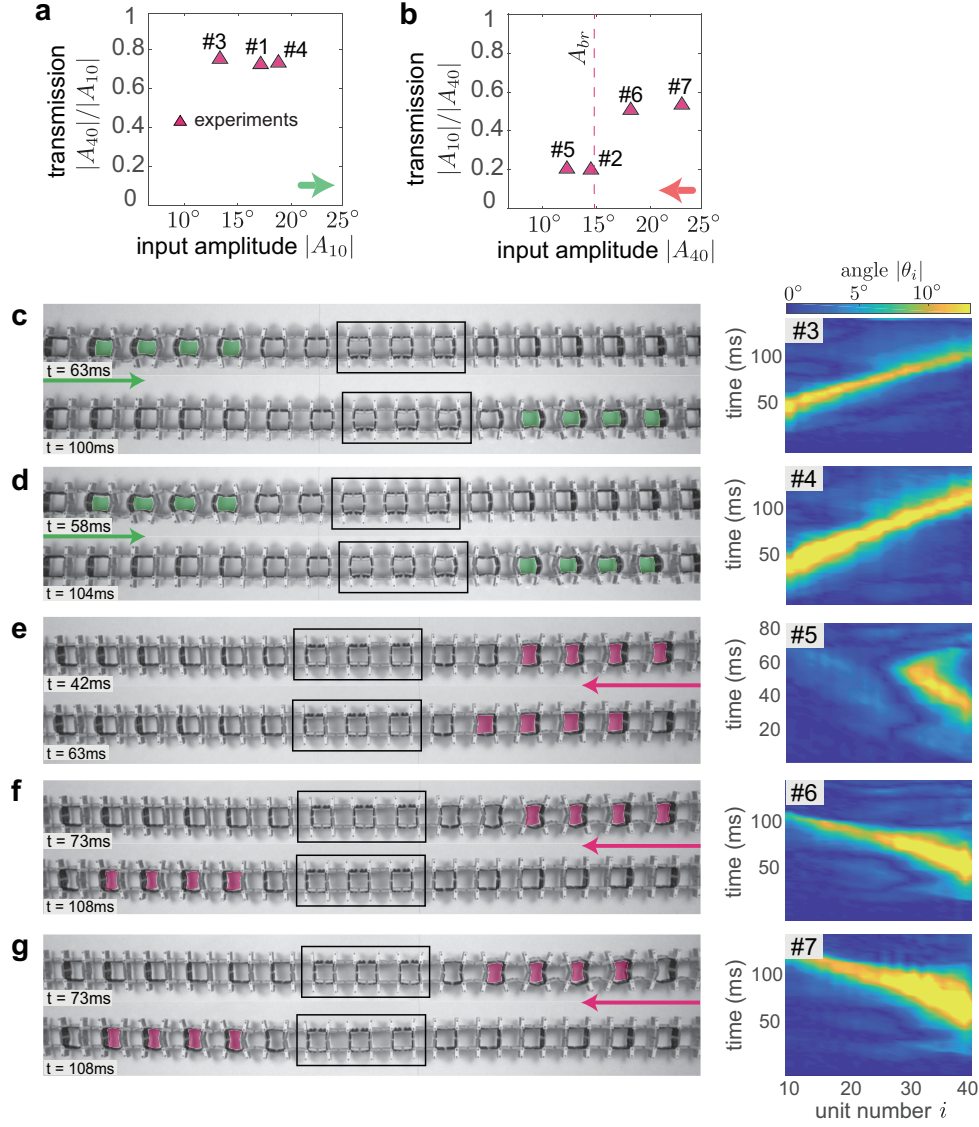 a
transmission
|A40|/|A10|
1
0.8
0.6
0.4
0.2
0
#3
#1
#4
experiments
10°
15°
20°
25°
input amplitude |A10|
b
transmission
|A10|/|A40|
1
0.8
0.6
0.4
0.2
0
Abr
#7
#6
#5
#2
10°
15°
20°
25°
input amplitude |A40|
angle |θi|
0°
5°
10°
c
t = 63ms
t = 100ms
#3
time (ms)
100
50
d
t = 58ms
t = 104ms
#4
time (ms)
100
50
e
t = 42ms
t = 63ms
#5
time (ms)
80
60
40
20
f
t = 73ms
t = 108ms
#6
time (ms)
100
50
g
t = 73ms
t = 108ms
#7
time (ms)
100
50
10
20
30
40
unit number i